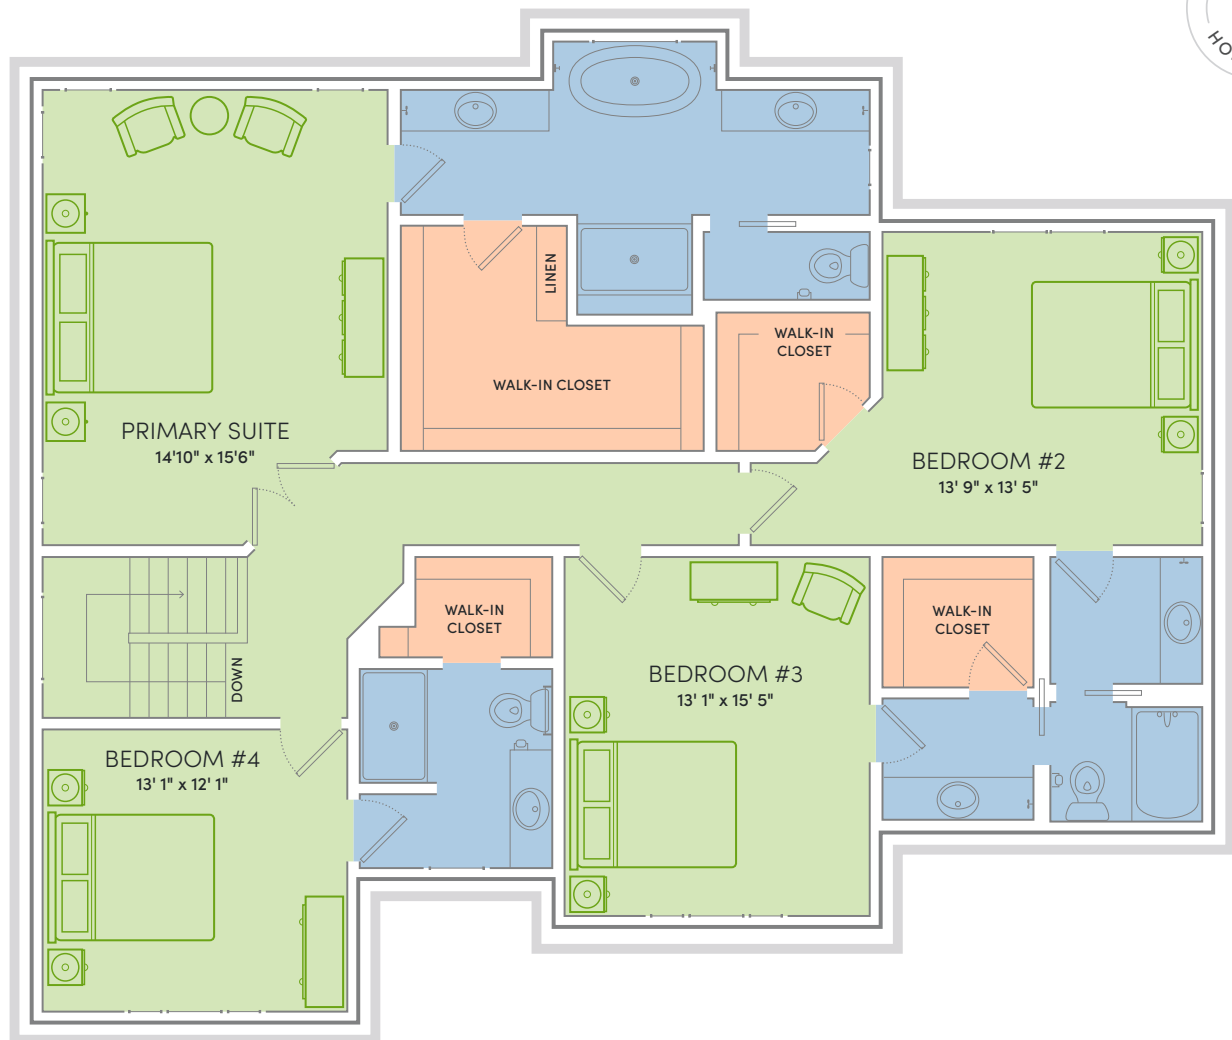 HO
LINEN
WALK-IN
CLOSET
WALK-IN CLOSET
PRIMARY SUITE
14'10" x 15'6"
BEDROOM #2
13' 9" x 13' 5"
WALK-IN
CLOSET
WALK-IN
CLOSET
DOWN
BEDROOM #3
13' 1" x 15' 5"
BEDROOM #4
13' 1" x 12' 1"